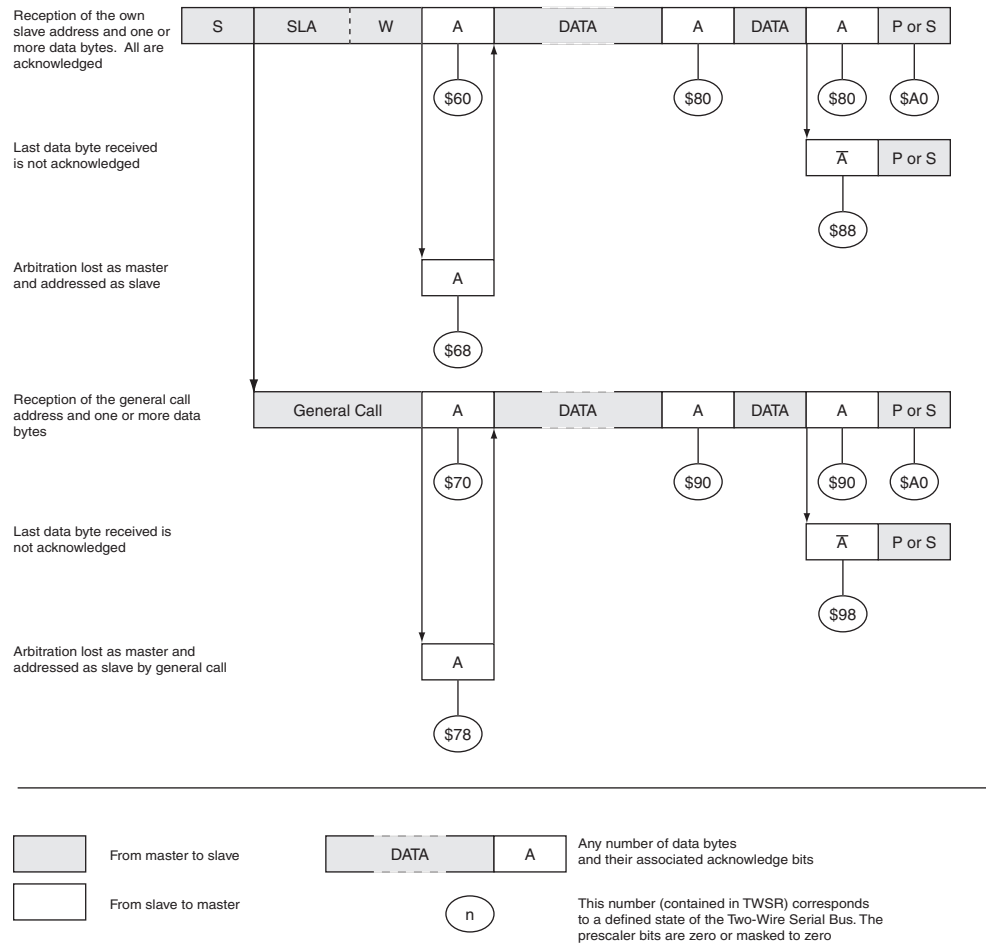 Reception of the own
slave address and one or
more data bytes. All are
acknowledged
S SLA W A DATA A DATA A P or S
$60 $80 $80 $A0
Last data byte received
is not acknowledged
A̅ P or S
$88
Arbitration lost as master
and addressed as slave
A
$68
Reception of the general call
address and one or more data
bytes
General Call A DATA A DATA A P or S
$70 $90 $90 $A0
Last data byte received is
not acknowledged
A̅ P or S
$98
Arbitration lost as master and
addressed as slave by general call
A
$78
From master to slave
DATA A
Any number of data bytes
and their associated acknowledge bits
From slave to master
n
This number (contained in TWSR) corresponds
to a defined state of the Two-Wire Serial Bus. The
prescaler bits are zero or masked to zero